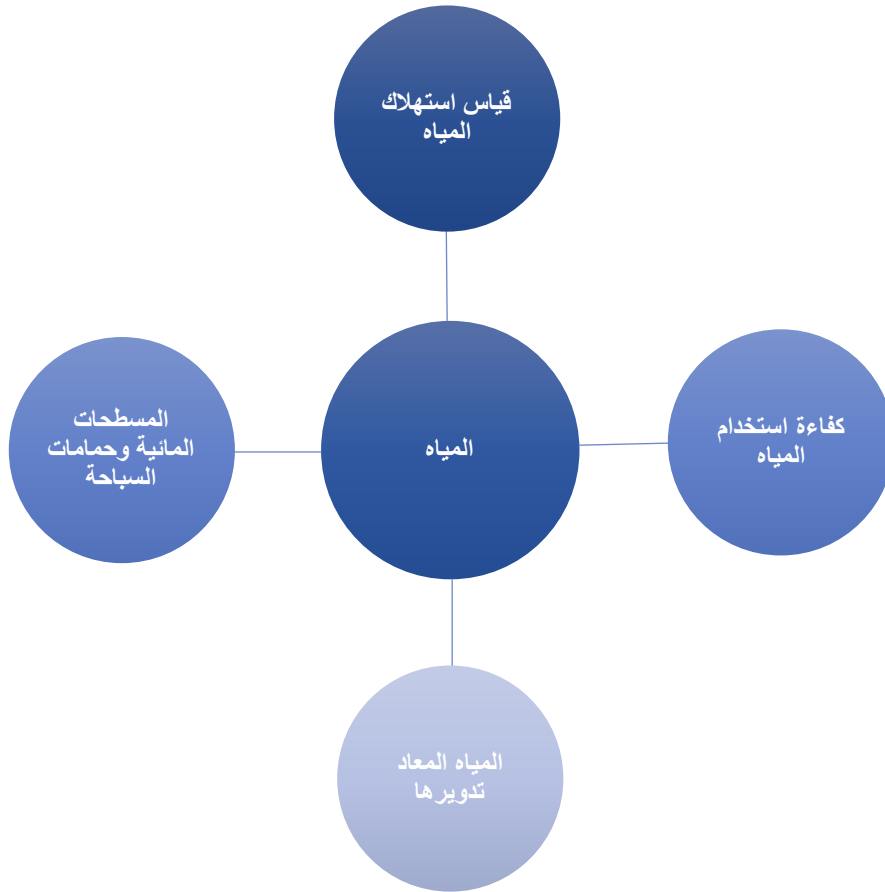 قياس استهلاك
المياه
كفاءة استخدام
المياه
المياه
المسطحات
المائية وحمامات
السباحة
المياه المعاد
تدويرها